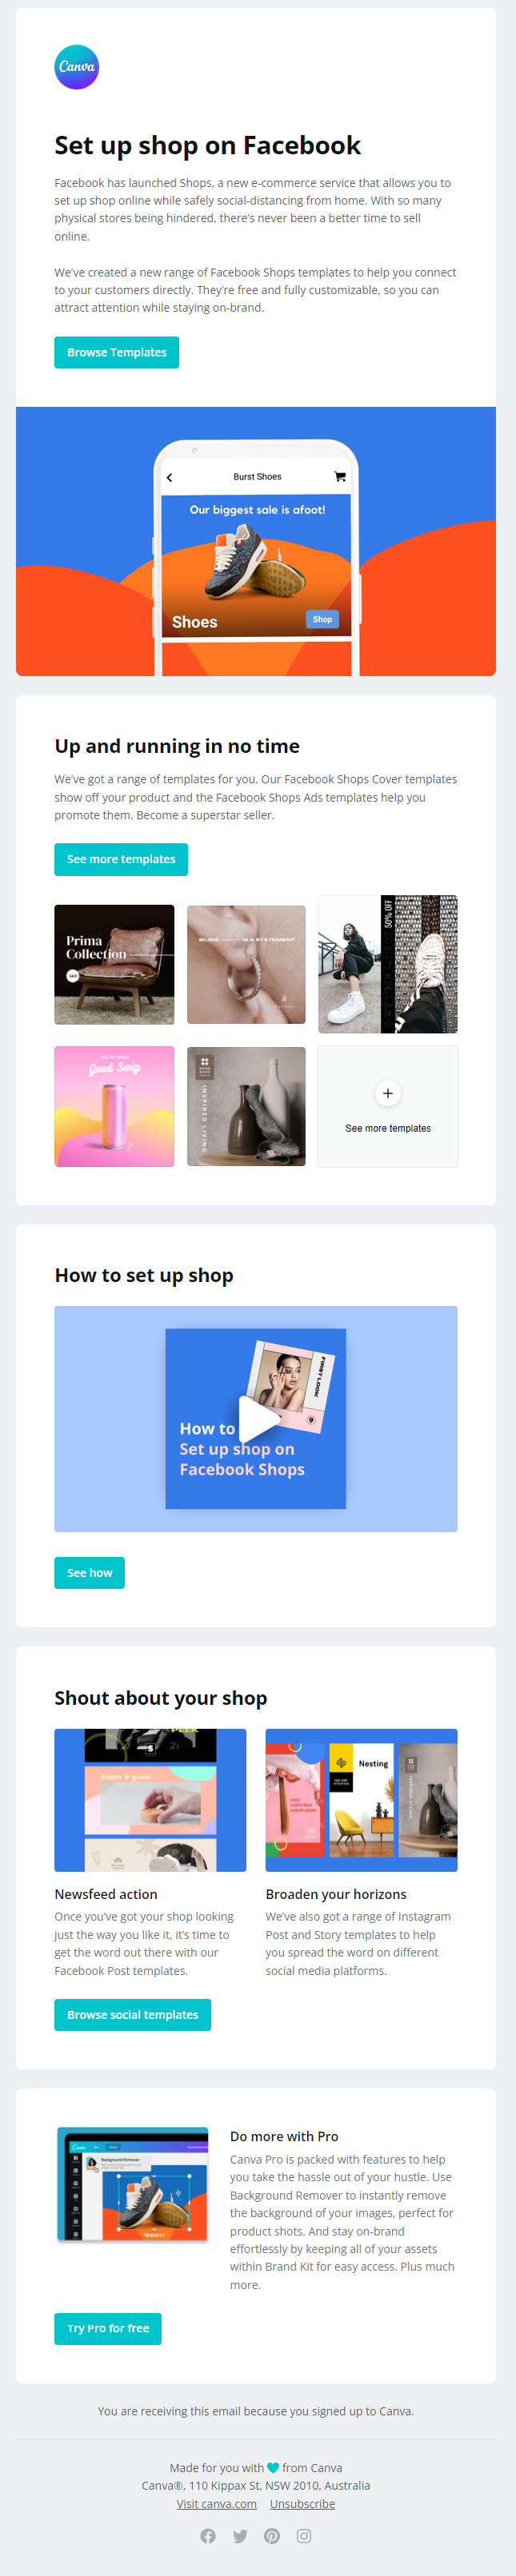 Canva
Set up shop on Facebook
Facebook has launched Shops, a new e-commerce service that allows you to
set up shop online while safely social-distancing from home. With so many
physical stores being hindered, there's never been a better time to sell
online.
We've created a new range of Facebook Shops templates to help you connect
to your customers directly. They're free and fully customizable, so you can
attract attention while staying on-brand.
Browse Templates
Burst Shoes
Our biggest sale is afoot!
Shoes
Shop
Up and running in no time
We've got a range of templates for you. Our Facebook Shops Cover templates
show off your product and the Facebook Shops Ads templates help you
promote them. Become a superstar seller.
See more templates
Prima
Collection
BLING IS A STATEMENT
50% OFF
Good Swig
INSPIRED LIVING
See more templates
How to set up shop
FIRST LOOK
How to
Set up shop on
Facebook Shops
See how
Shout about your shop
clean & good
new
collection
sneak peek
Nesting
Newsfeed action
Once you've got your shop looking
just the way you like it, it's time to
get the word out there with our
Facebook Post templates.
Broaden your horizons
We've also got a range of Instagram
Post and Story templates to help
you spread the word on different
social media platforms.
Browse social templates
Canva
Background Remover
BURST
Do more with Pro
Canva Pro is packed with features to help
you take the hassle out of your hustle. Use
Background Remover to instantly remove
the background of your images, perfect for
product shots. And stay on-brand
effortlessly by keeping all of your assets
within Brand Kit for easy access. Plus much
more.
Try Pro for free
You are receiving this email because you signed up to Canva.
Made for you with from Canva
Canva®, 110 Kippax St, NSW 2010, Australia
Visit canva.com Unsubscribe